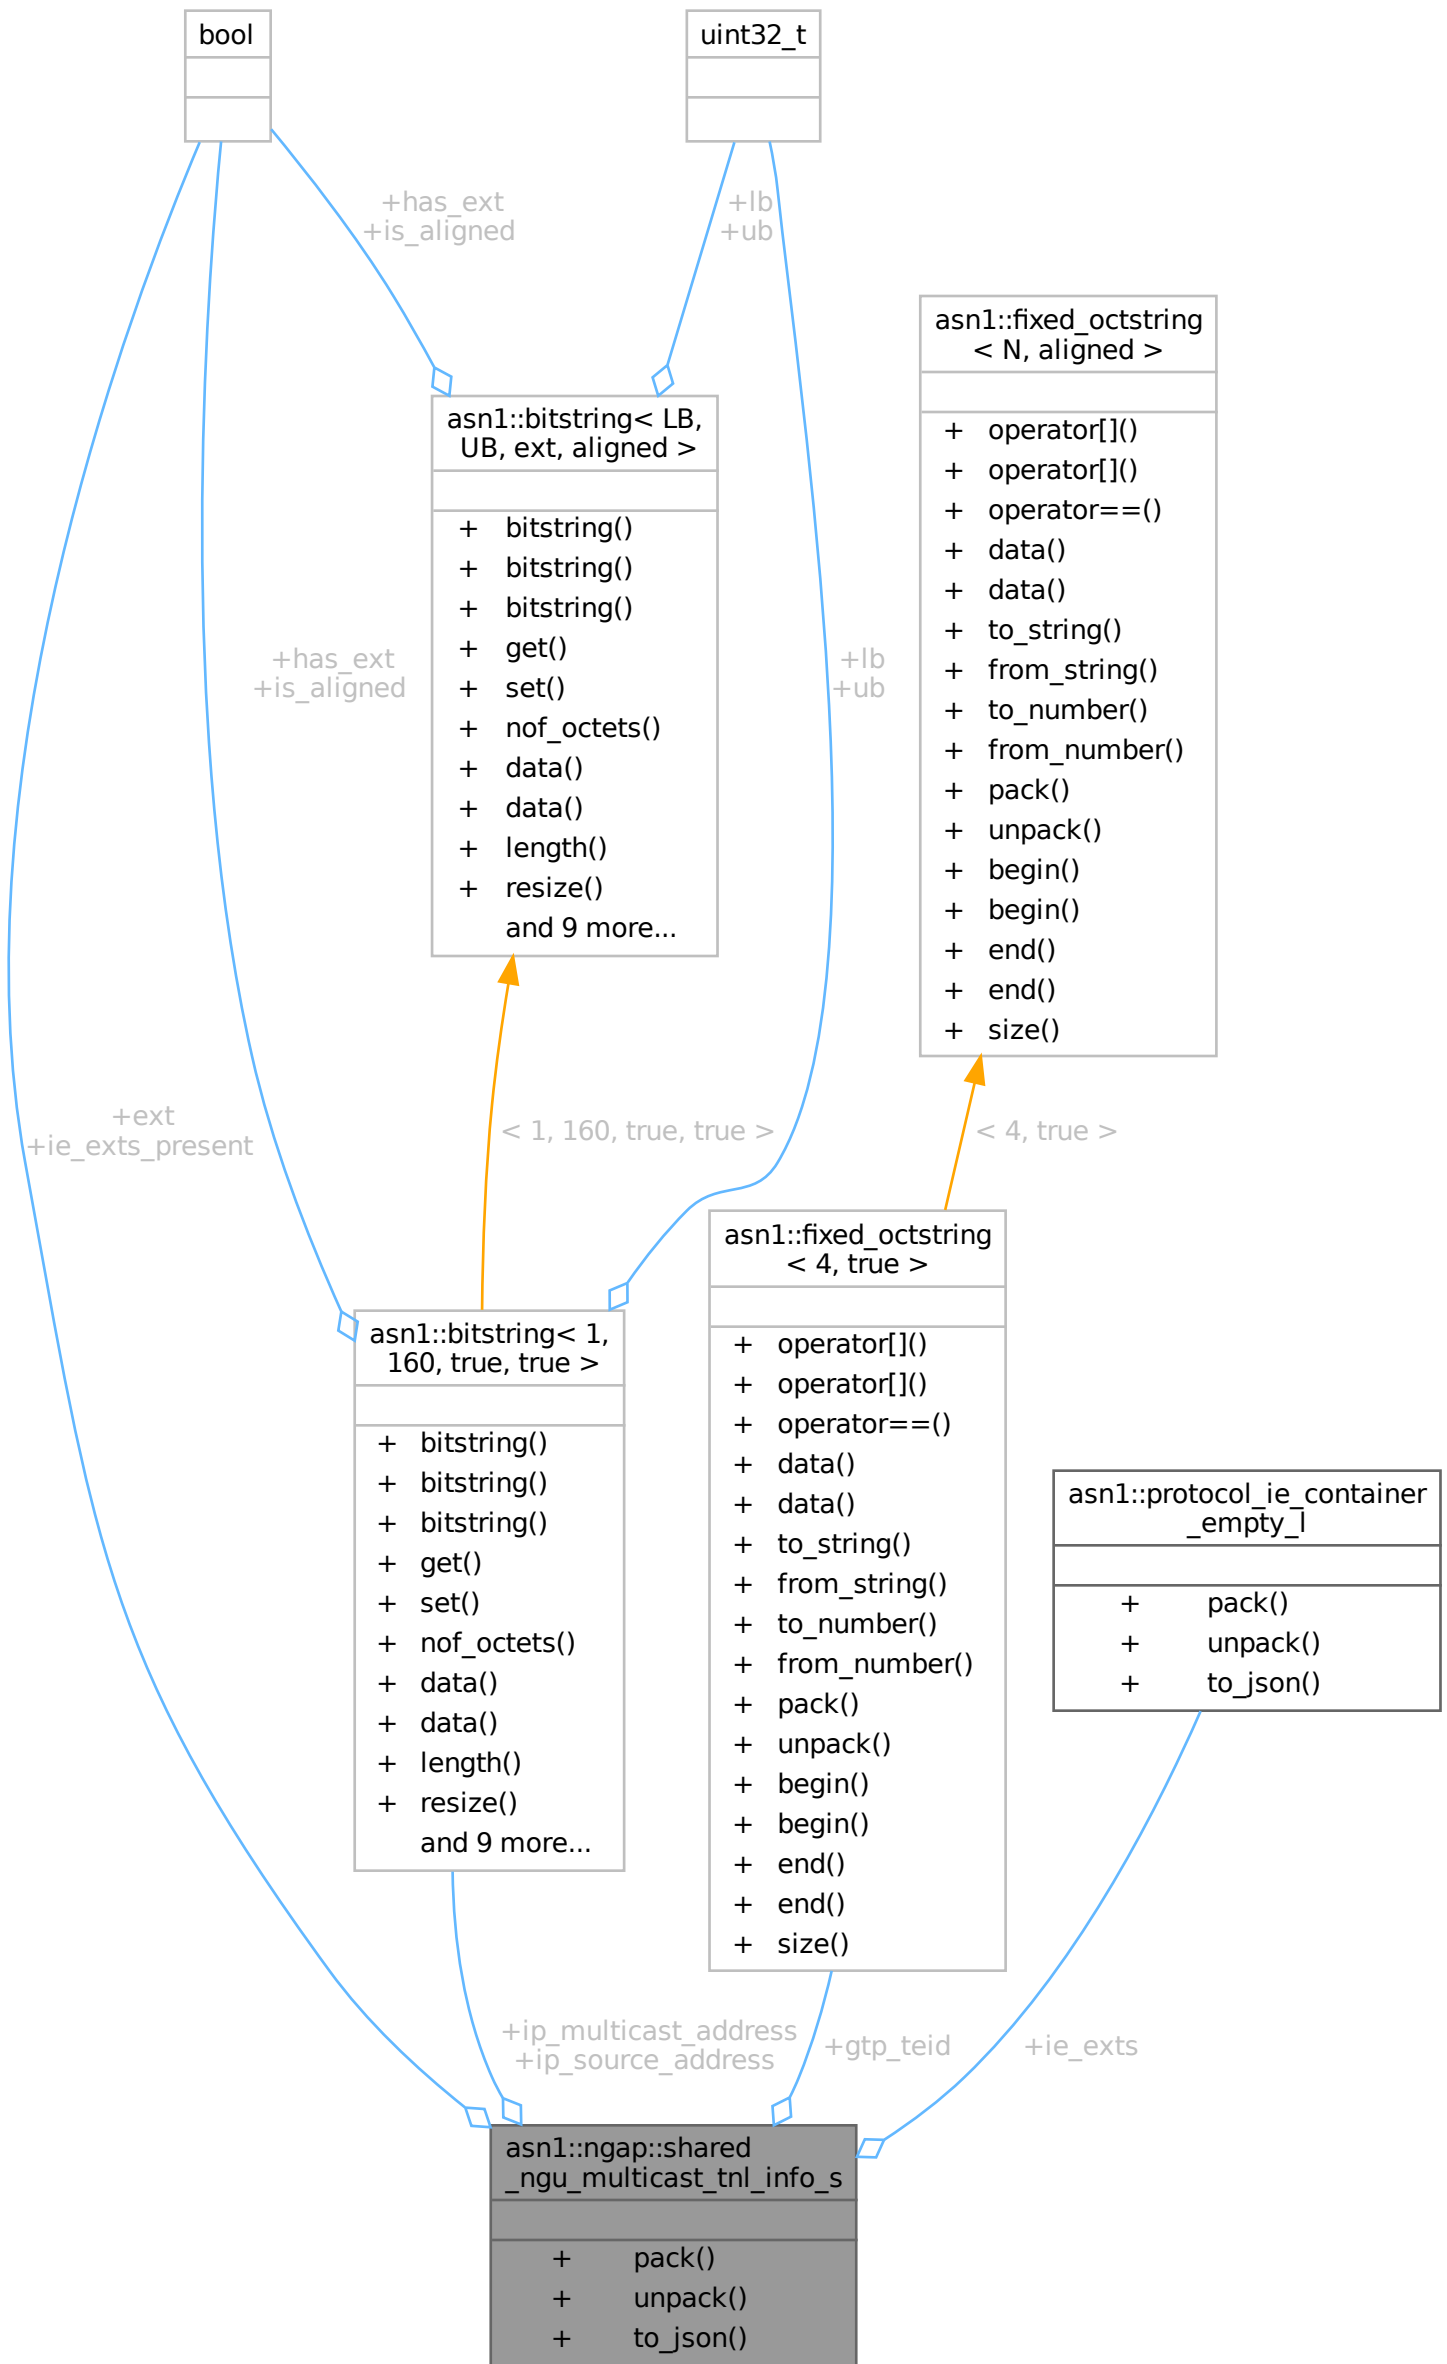 bool
uint32_t
+has_ext
+is_aligned
+lb
+ub
asn1::fixed_octstring
< N, aligned >
+ operator[]()
+ operator[]()
+ operator==()
+ data()
+ data()
+ to_string()
+ from_string()
+ to_number()
+ from_number()
+ pack()
+ unpack()
+ begin()
+ begin()
+ end()
+ end()
+ size()
asn1::bitstring< LB,
UB, ext, aligned >
+ bitstring()
+ bitstring()
+ bitstring()
+ get()
+ set()
+ nof_octets()
+ data()
+ data()
+ length()
+ resize()
and 9 more...
+has_ext
+is_aligned
+lb
+ub
+ext
+ie_exts_present
< 1, 160, true, true >
< 4, true >
asn1::bitstring< 1,
160, true, true >
+ bitstring()
+ bitstring()
+ bitstring()
+ get()
+ set()
+ nof_octets()
+ data()
+ data()
+ length()
+ resize()
and 9 more...
asn1::fixed_octstring
< 4, true >
+ operator[]()
+ operator[]()
+ operator==()
+ data()
+ data()
+ to_string()
+ from_string()
+ to_number()
+ from_number()
+ pack()
+ unpack()
+ begin()
+ begin()
+ end()
+ end()
+ size()
asn1::protocol_ie_container
_empty_l
+ pack()
+ unpack()
+ to_json()
+ip_multicast_address
+ip_source_address
+gtp_teid
+ie_exts
asn1::ngap::shared
_ngu_multicast_tnl_info_s
+ pack()
+ unpack()
+ to_json()